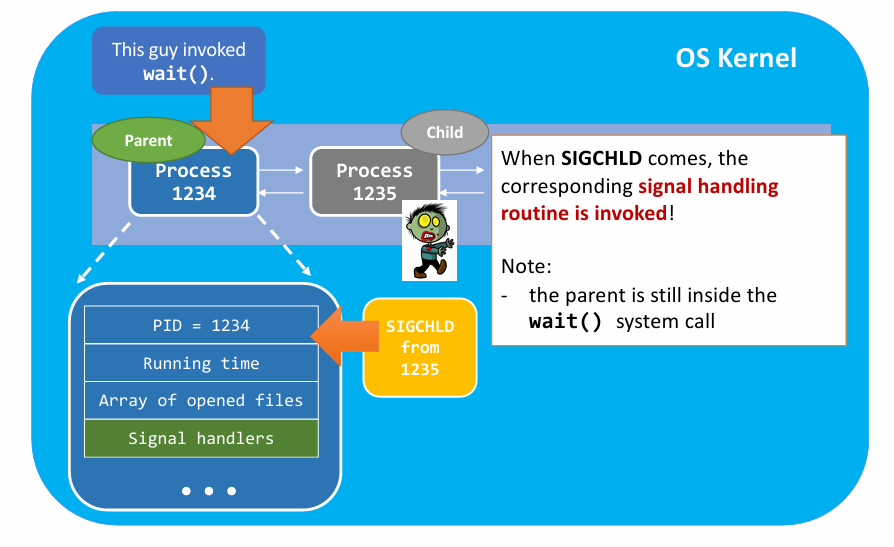 This guy invoked
wait().
OS Kernel
Parent
Child
Process
1234
Process
1235
When SIGCHLD comes, the
corresponding signal handling
routine is invoked!
Note:
- the parent is still inside the
wait() system call
PID = 1234
Running time
Array of opened files
Signal handlers
• • •
SIGCHLD
from
1235